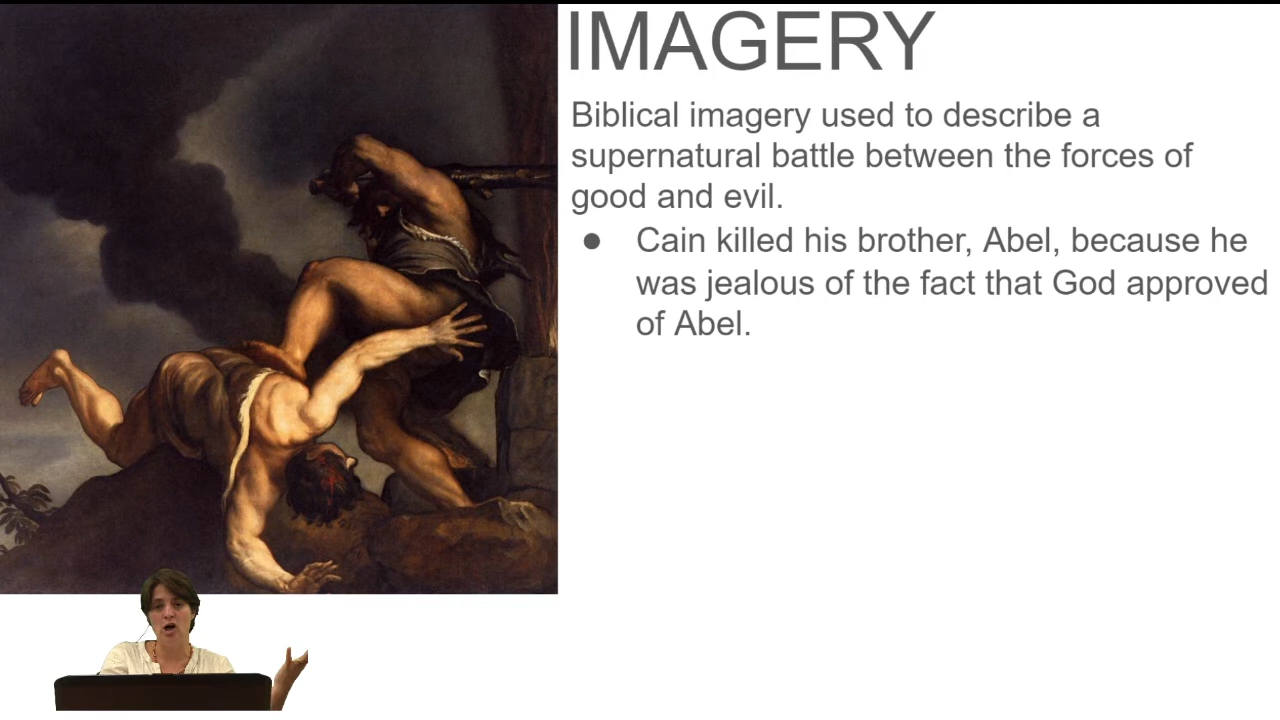 IMAGERY
Biblical imagery used to describe a
supernatural battle between the forces of
good and evil.
● Cain killed his brother, Abel, because he
was jealous of the fact that God approved
of Abel.